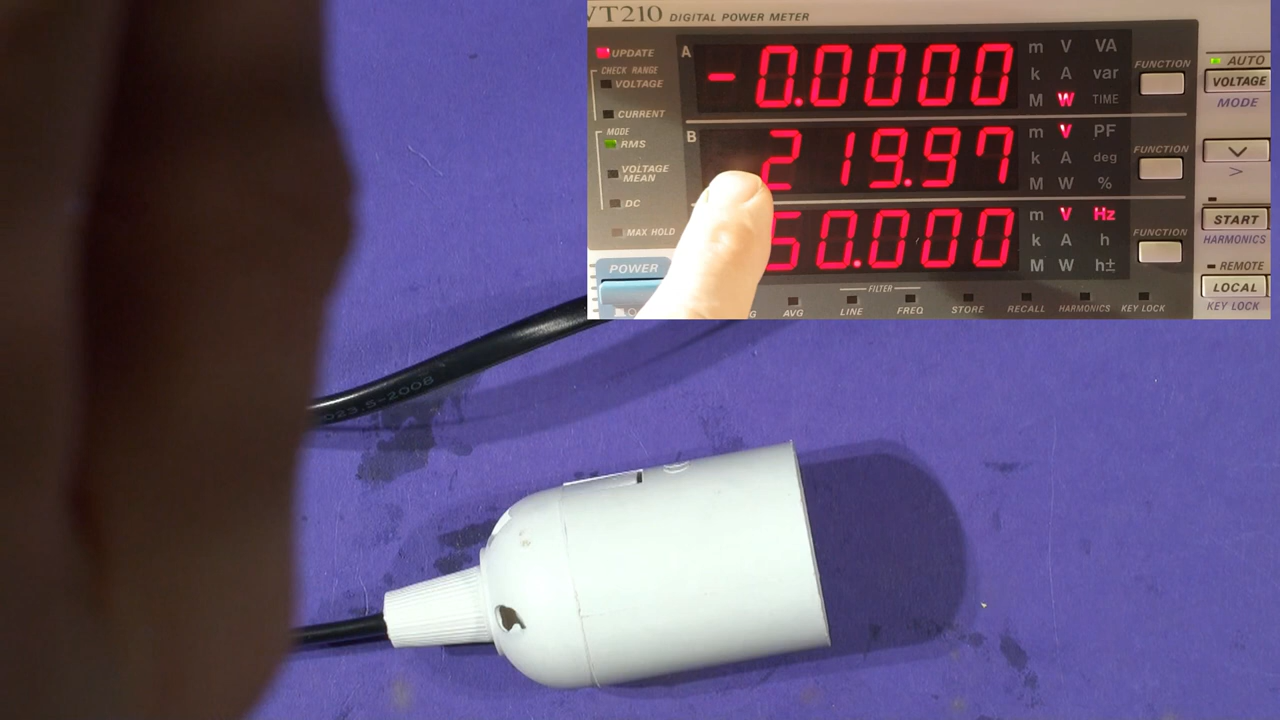 WT210 DIGITAL POWER METER
UPDATE
CHECK RANGE
VOLTAGE
CURRENT
MODE
RMS
VOLTAGE
MEAN
DC
MAX HOLD
POWER
A
-0.0000
m V VA
k A var
M W TIME
B
219.97
m V PF
k A deg
M W %
50.000
m V Hz
k A h
M W h±
FUNCTION
FUNCTION
FUNCTION
FILTER
AVG LINE FREQ STORE RECALL HARMONICS KEY LOCK
AUTO
VOLTAGE
MODE
>
START
HARMONICS
REMOTE
LOCAL
KEY LOCK
023.5-2008